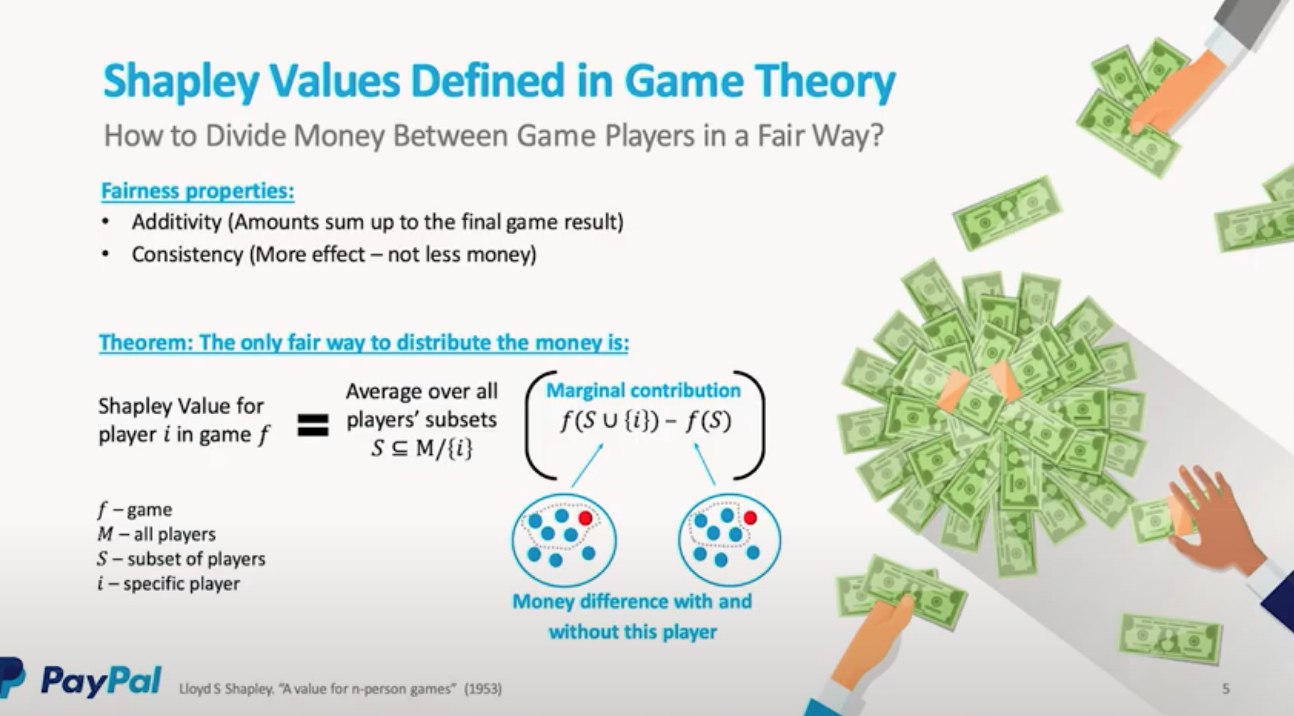 Shapley Values Defined in Game Theory
How to Divide Money Between Game Players in a Fair Way?
Fairness properties:
• Additivity (Amounts sum up to the final game result)
• Consistency (More effect – not less money)
Theorem: The only fair way to distribute the money is:
Shapley Value for
player i in game f
=
Average over all
players' subsets
S ⊆ M/{i}
Marginal contribution
f(S ∪ {i}) – f(S)
f – game
M – all players
S – subset of players
i – specific player
Money difference with and
without this player
PayPal
Lloyd S Shapley. "A value for n-person games" (1953)
5